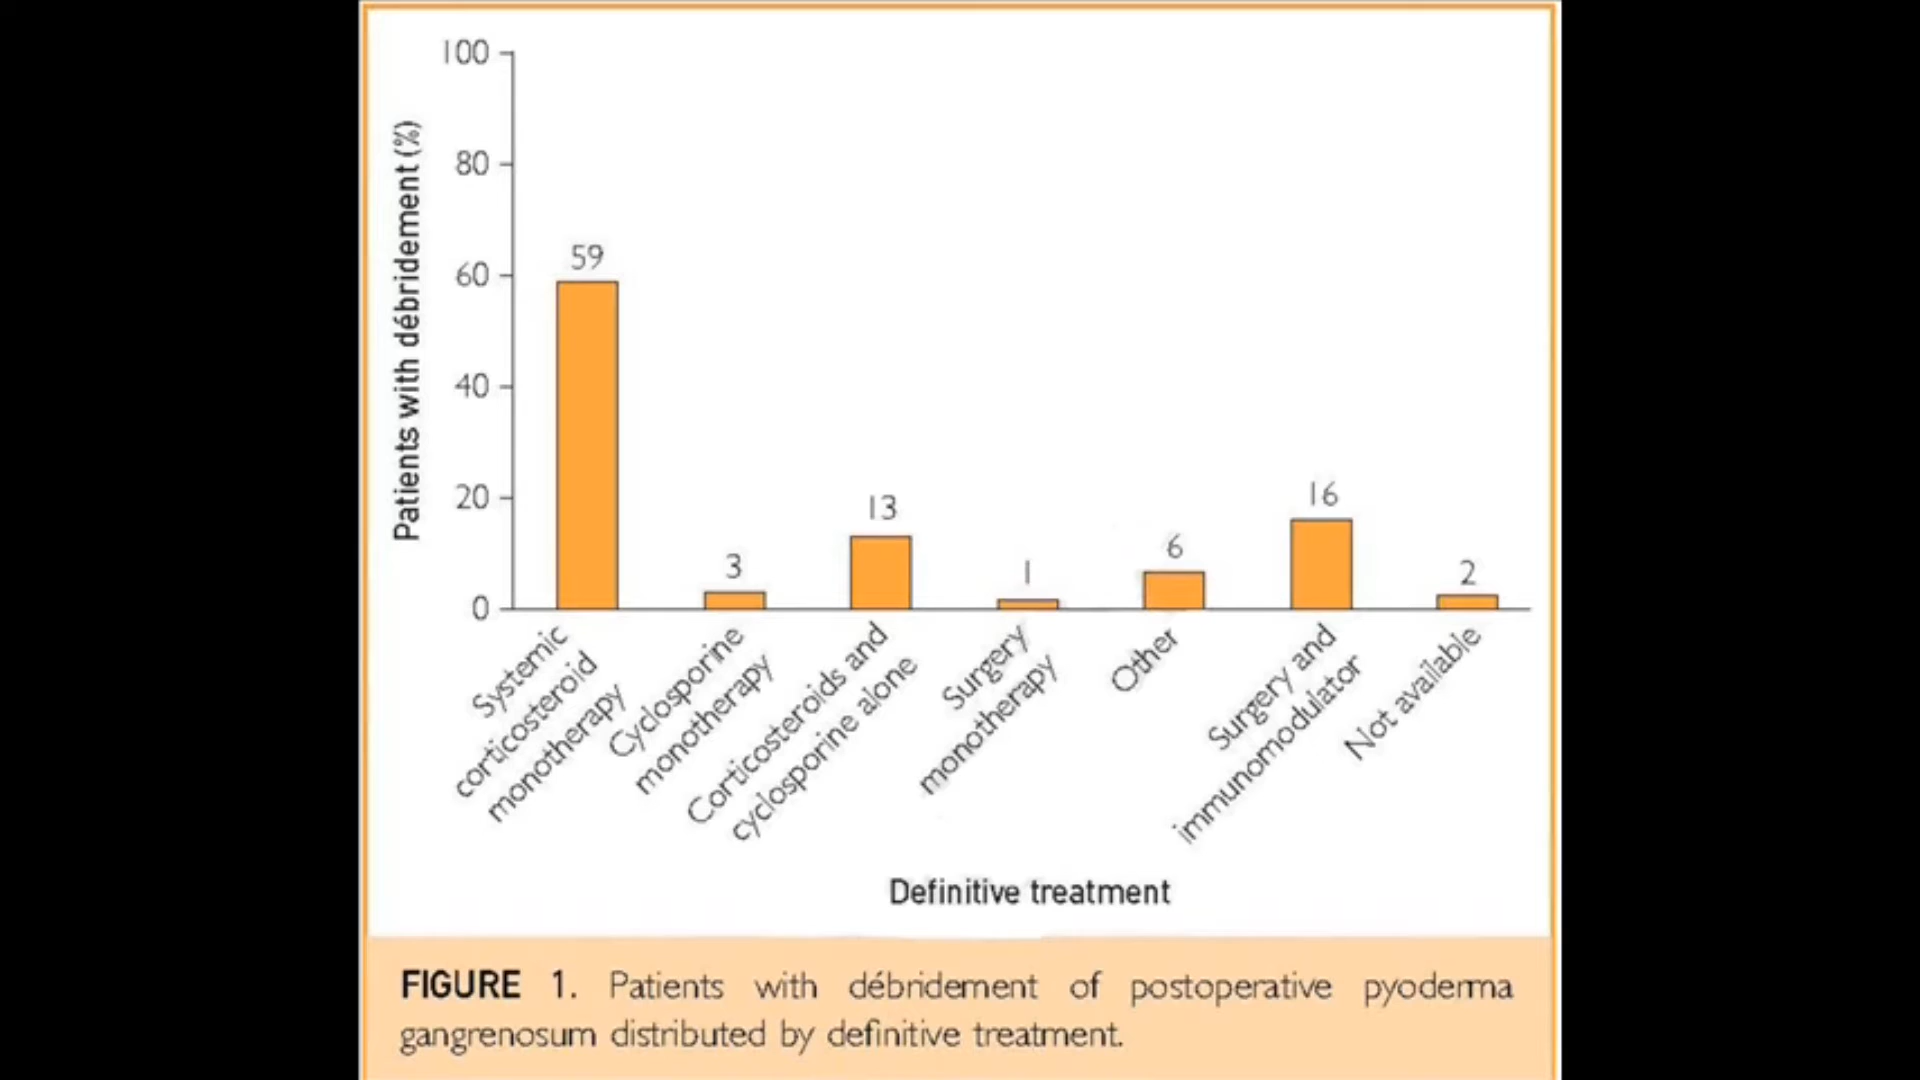 Patients with débridement (%)
100
80
60
40
20
0
59
3
13
1
6
16
2
Systemic
corticosteroid
monotherapy
Cyclosporine
monotherapy
Corticosteroids and
cyclosporine alone
Surgery
monotherapy
Other
Surgery and
immunomodulator
Not available
Definitive treatment
FIGURE 1. Patients with débridement of postoperative pyoderma
gangrenosum distributed by definitive treatment.